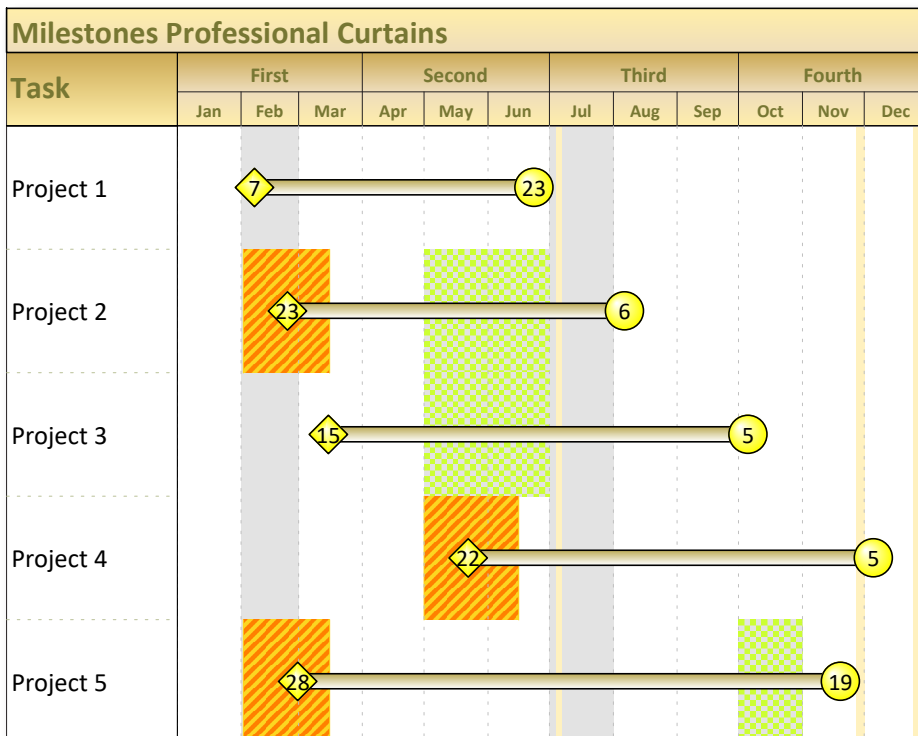 Milestones Professional Curtains
Task
First Second Third Fourth
Jan Feb Mar Apr May Jun Jul Aug Sep Oct Nov Dec
Project 1 7 23
Project 2 23 6
Project 3 15 5
Project 4 22 5
Project 5 28 19